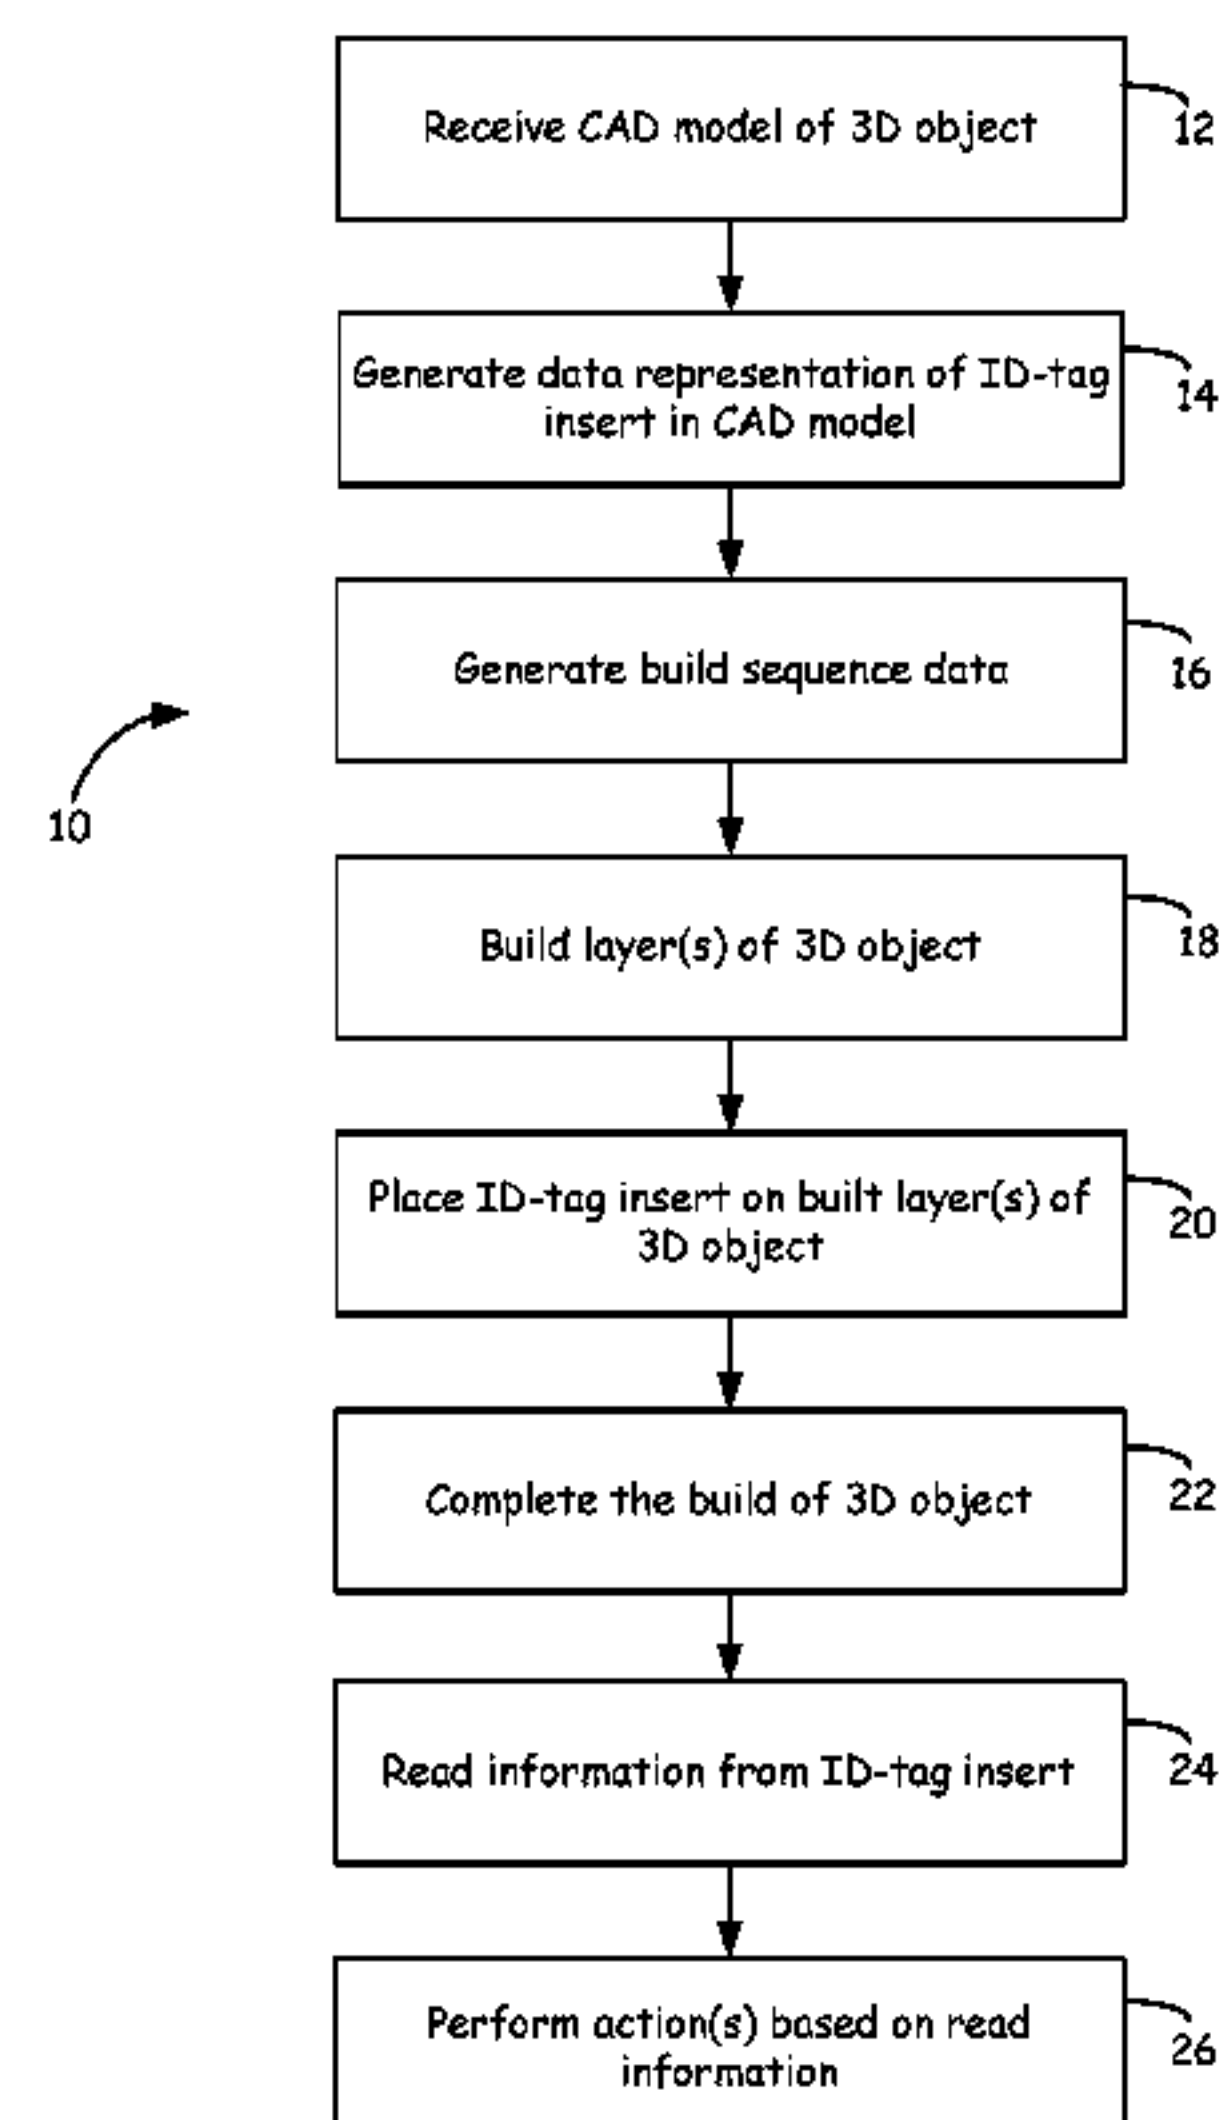 Receive CAD model of 3D object
12
Generate data representation of ID-tag
insert in CAD model
14
Generate build sequence data
16
10
Build layer(s) of 3D object
18
Place ID-tag insert on built layer(s) of
3D object
20
Complete the build of 3D object
22
Read information from ID-tag insert
24
Perform action(s) based on read
information
26